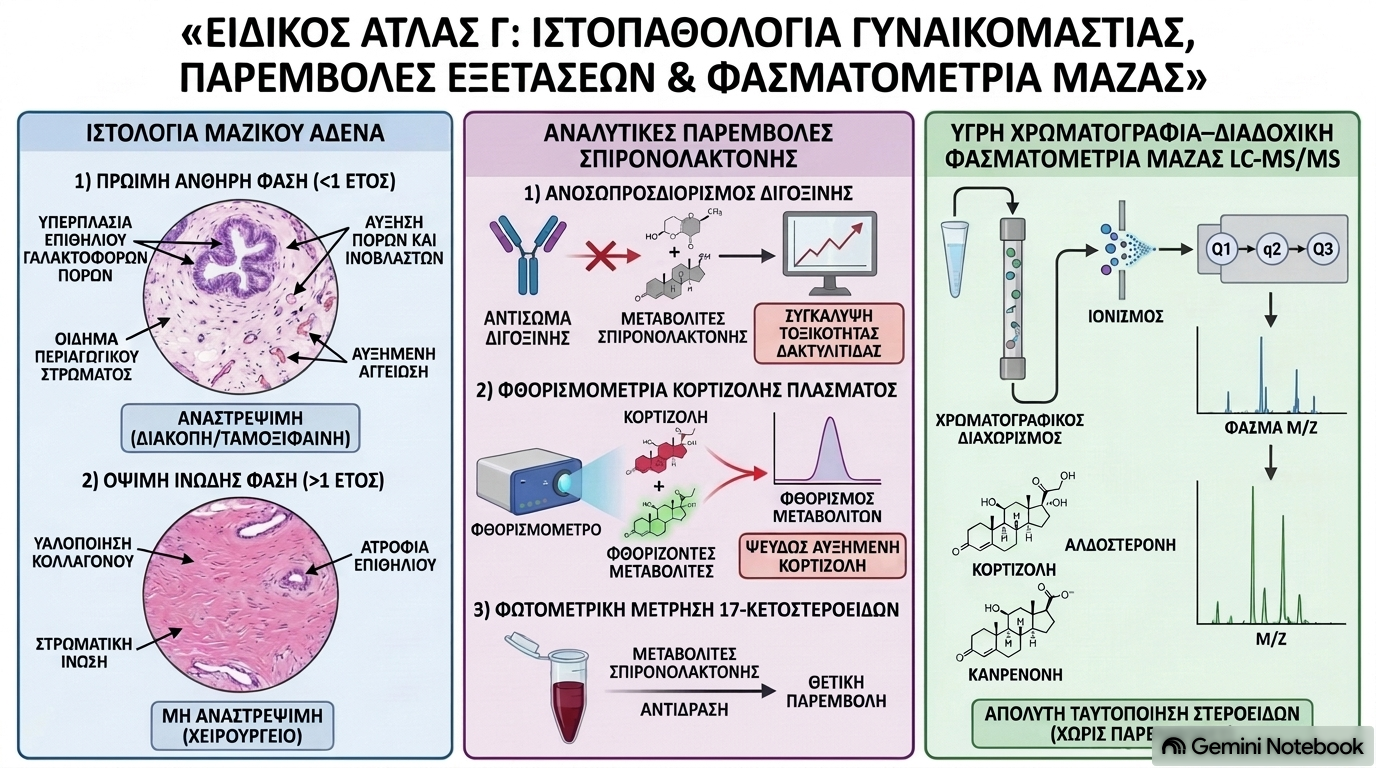 «ΕΙΔΙΚΟΣ ΑΤΛΑΣ Γ: ΙΣΤΟΠΑΘΟΛΟΓΙΑ ΓΥΝΑΙΚΟΜΑΣΤΙΑΣ,
ΠΑΡΕΜΒΟΛΕΣ ΕΞΕΤΑΣΕΩΝ & ΦΑΣΜΑΤΟΜΕΤΡΙΑ ΜΑΖΑΣ»
ΙΣΤΟΛΟΓΙΑ ΜΑΖΙΚΟΥ ΑΔΕΝΑ
1) ΠΡΩΙΜΗ ΑΝΘΗΡΗ ΦΑΣΗ (<1 ΕΤΟΣ)
ΥΠΕΡΠΛΑΣΙΑ
ΕΠΙΘΗΛΙΟΥ
ΓΑΛΑΚΤΟΦΟΡΩΝ
ΠΟΡΩΝ
ΑΥΞΗΣΗ
ΠΟΡΩΝ ΚΑΙ
ΙΝΟΒΛΑΣΤΩΝ
ΟΙΔΗΜΑ
ΠΕΡΙΑΓΩΓΙΚΟΥ
ΣΤΡΩΜΑΤΟΣ
ΑΥΞΗΜΕΝΗ
ΑΓΓΕΙΩΣΗ
ΑΝΑΣΤΡΕΨΙΜΗ
(ΔΙΑΚΟΠΗ/ΤΑΜΟΞΙΦΑΙΝΗ)
2) ΟΨΙΜΗ ΙΝΩΔΗΣ ΦΑΣΗ (>1 ΕΤΟΣ)
ΥΑΛΟΠΟΙΗΣΗ
ΚΟΛΛΑΓΟΝΟΥ
ΑΤΡΟΦΙΑ
ΕΠΙΘΗΛΙΟΥ
ΣΤΡΩΜΑΤΙΚΗ
ΙΝΩΣΗ
ΜΗ ΑΝΑΣΤΡΕΨΙΜΗ
(ΧΕΙΡΟΥΡΓΕΙΟ)
ΑΝΑΛΥΤΙΚΕΣ ΠΑΡΕΜΒΟΛΕΣ
ΣΠΙΡΟΝΟΛΑΚΤΟΝΗΣ
1) ΑΝΟΣΟΠΡΟΣΔΙΟΡΙΣΜΟΣ ΔΙΓΟΞΙΝΗΣ
+
ΑΝΤΙΣΩΜΑ
ΔΙΓΟΞΙΝΗΣ
ΜΕΤΑΒΟΛΙΤΕΣ
ΣΠΙΡΟΝΟΛΑΚΤΟΝΗΣ
ΣΥΓΚΑΛΥΨΗ
ΤΟΞΙΚΟΤΗΤΑΣ
ΔΑΚΤΥΛΙΤΙΔΑΣ
2) ΦΘΟΡΙΣΜΟΜΕΤΡΙΑ ΚΟΡΤΙΖΟΛΗΣ ΠΛΑΣΜΑΤΟΣ
ΚΟΡΤΙΖΟΛΗ
+
ΦΘΟΡΙΣΜΟΜΕΤΡΟ
ΦΘΟΡΙΖΟΝΤΕΣ
ΜΕΤΑΒΟΛΙΤΕΣ
ΦΘΟΡΙΣΜΟΣ
ΜΕΤΑΒΟΛΙΤΩΝ
ΨΕΥΔΩΣ ΑΥΞΗΜΕΝΗ
ΚΟΡΤΙΖΟΛΗ
3) ΦΩΤΟΜΕΤΡΙΚΗ ΜΕΤΡΗΣΗ 17-ΚΕΤΟΣΤΕΡΟΕΙΔΩΝ
ΜΕΤΑΒΟΛΙΤΕΣ
ΣΠΙΡΟΝΟΛΑΚΤΟΝΗΣ
ΑΝΤΙΔΡΑΣΗ
ΘΕΤΙΚΗ
ΠΑΡΕΜΒΟΛΗ
ΥΓΡΗ ΧΡΩΜΑΤΟΓΡΑΦΙΑ–ΔΙΑΔΟΧΙΚΗ
ΦΑΣΜΑΤΟΜΕΤΡΙΑ ΜΑΖΑΣ LC-MS/MS
Q1
q2
Q3
ΙΟΝΙΣΜΟΣ
ΧΡΩΜΑΤΟΓΡΑΦΙΚΟΣ
ΔΙΑΧΩΡΙΣΜΟΣ
ΦΑΣΜΑ M/Z
OH
HO
O
OH
O
H
H
H
ΚΟΡΤΙΖΟΛΗ
ΑΛΔΟΣΤΕΡΟΝΗ
HO
O
O
H
H
ΚΑΝΡΕΝΟΝΗ
M/Z
ΑΠΟΛΥΤΗ ΤΑΥΤΟΠΟΙΗΣΗ ΣΤΕΡΟΕΙΔΩΝ
(ΧΩΡΙΣ
Gemini Notebook